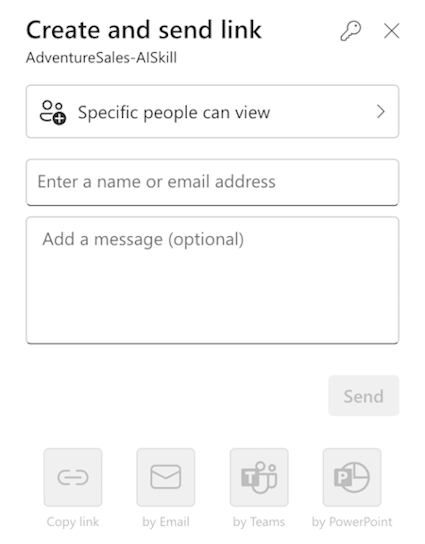 Create and send link
AdventureSales-AISkill
Specific people can view
Enter a name or email address
Add a message (optional)
Send
Copy link
by Email
by Teams
by PowerPoint